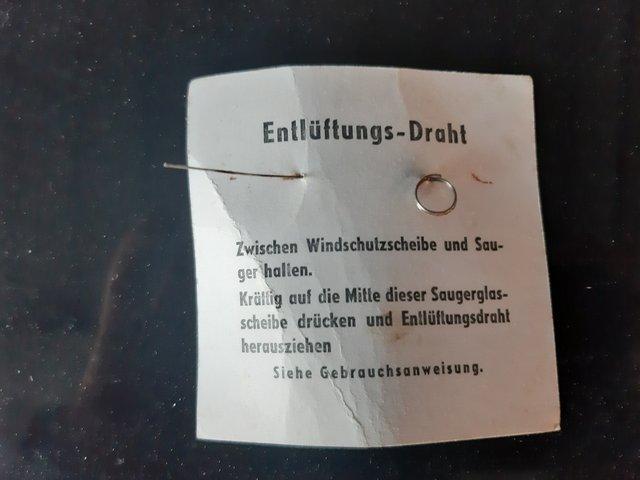 Entlüftungs-Draht
Zwischen Windschutzscheibe und Sau-
ger halten.
Kräftig auf die Mitte dieser Saugerglas-
scheibe drücken und Entlüftungsdraht
herausziehen
Siehe Gebrauchsanweisung.